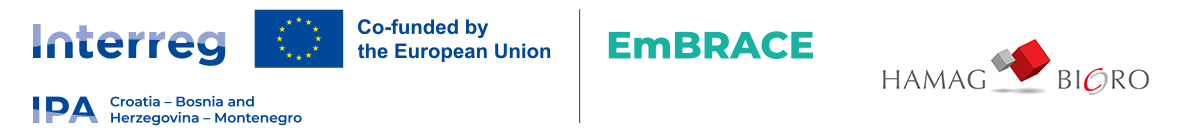 Interreg
Co-funded by
the European Union
IPA
Croatia – Bosnia and
Herzegovina – Montenegro
EmBRACE
HAMAG BICRO